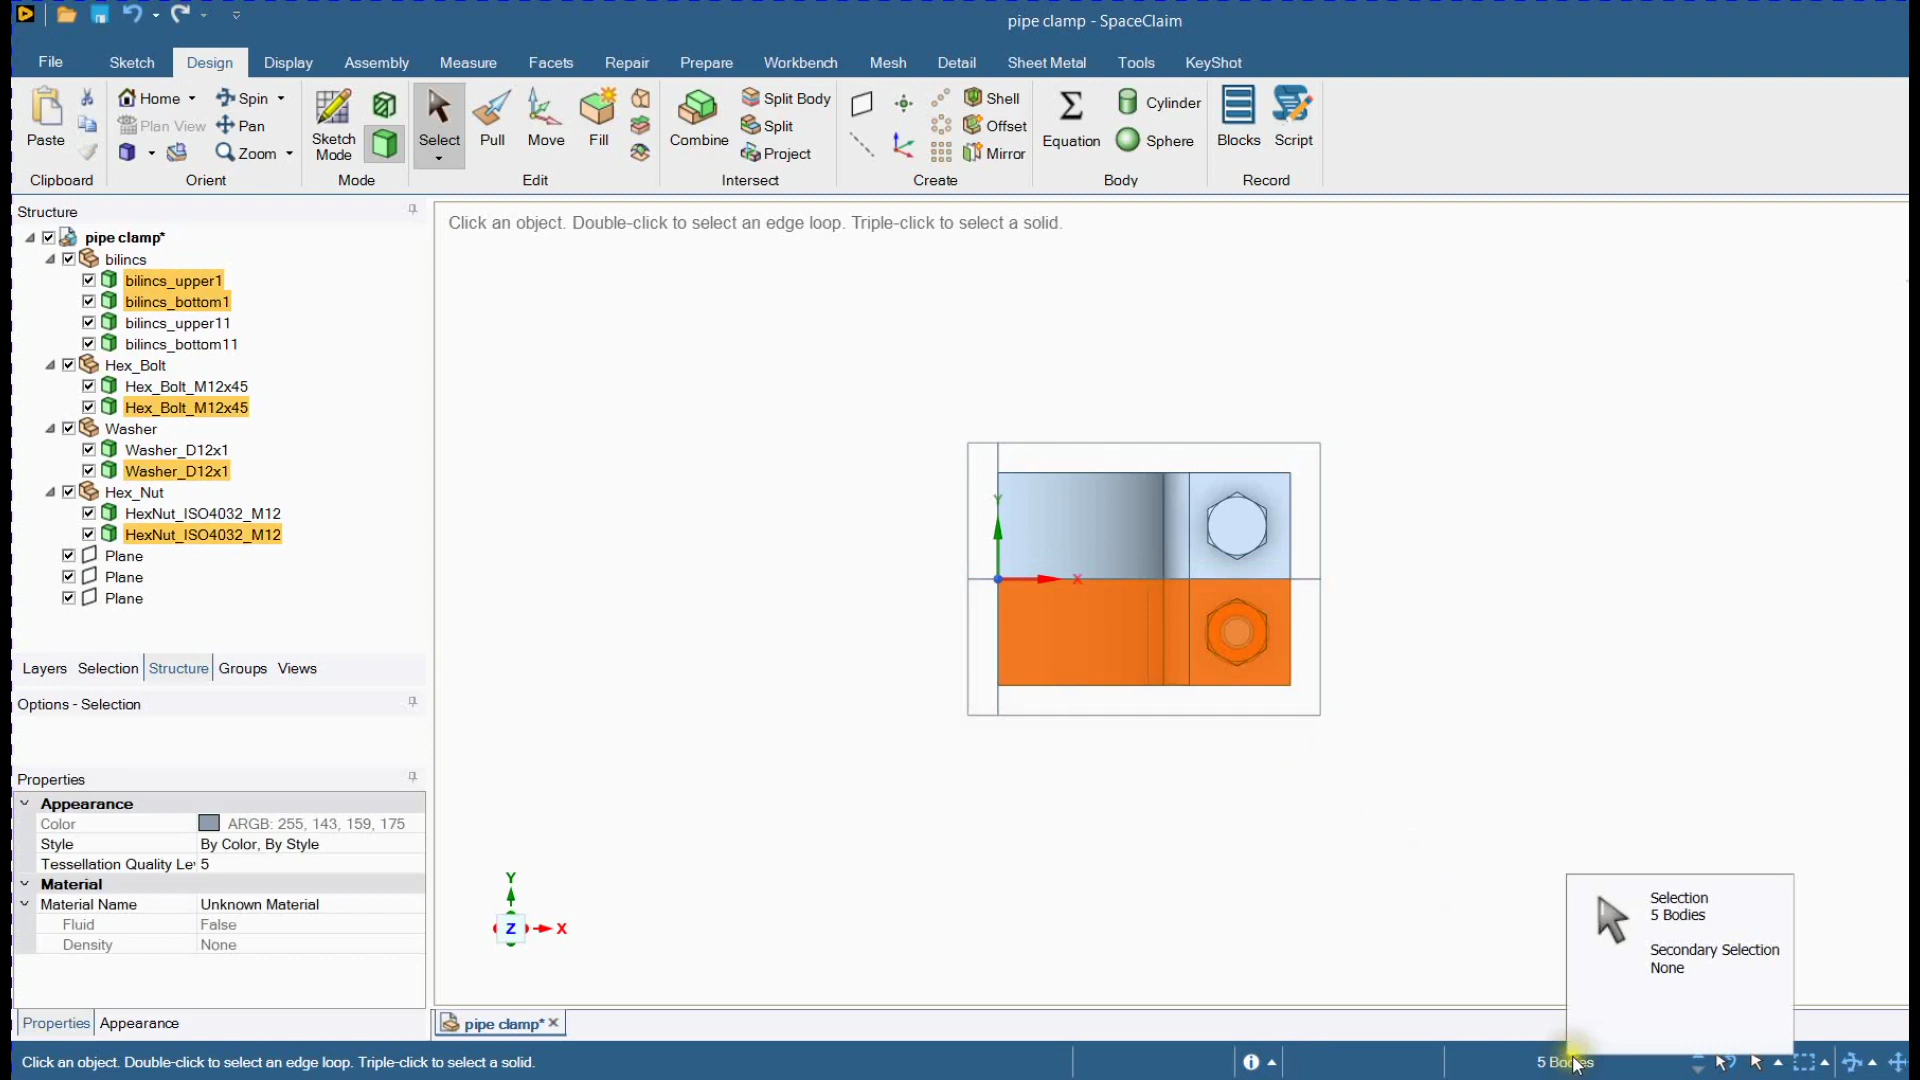 pipe clamp - SpaceClaim
File Sketch Design Display Assembly Measure Facets Repair Prepare Workbench Mesh Detail Sheet Metal Tools KeyShot
Paste
Clipboard
Home Spin
Plan View Pan
Zoom
Orient
Sketch Mode
Mode
Select Pull Move Fill
Edit
Combine
Split Body
Split
Project
Intersect
Shell
Offset
Mirror
Create
Equation
Cylinder
Sphere
Body
Blocks Script
Record
Structure
pipe clamp*
bilincs
bilincs_upper1
bilincs_bottom1
bilincs_upper11
bilincs_bottom11
Hex_Bolt
Hex_Bolt_M12x45
Hex_Bolt_M12x45
Washer
Washer_D12x1
Washer_D12x1
Hex_Nut
HexNut_ISO4032_M12
HexNut_ISO4032_M12
Plane
Plane
Plane
Layers Selection Structure Groups Views
Options - Selection
Properties
Appearance
Color ARGB: 255, 143, 159, 175
Style By Color, By Style
Tessellation Quality Le 5
Material
Material Name Unknown Material
Fluid False
Density None
Properties Appearance
Click an object. Double-click to select an edge loop. Triple-click to select a solid.
Y
X
Y
Z X
Selection
5 Bodies
Secondary Selection
None
pipe clamp*
Click an object. Double-click to select an edge loop. Triple-click to select a solid.
5 Bodies